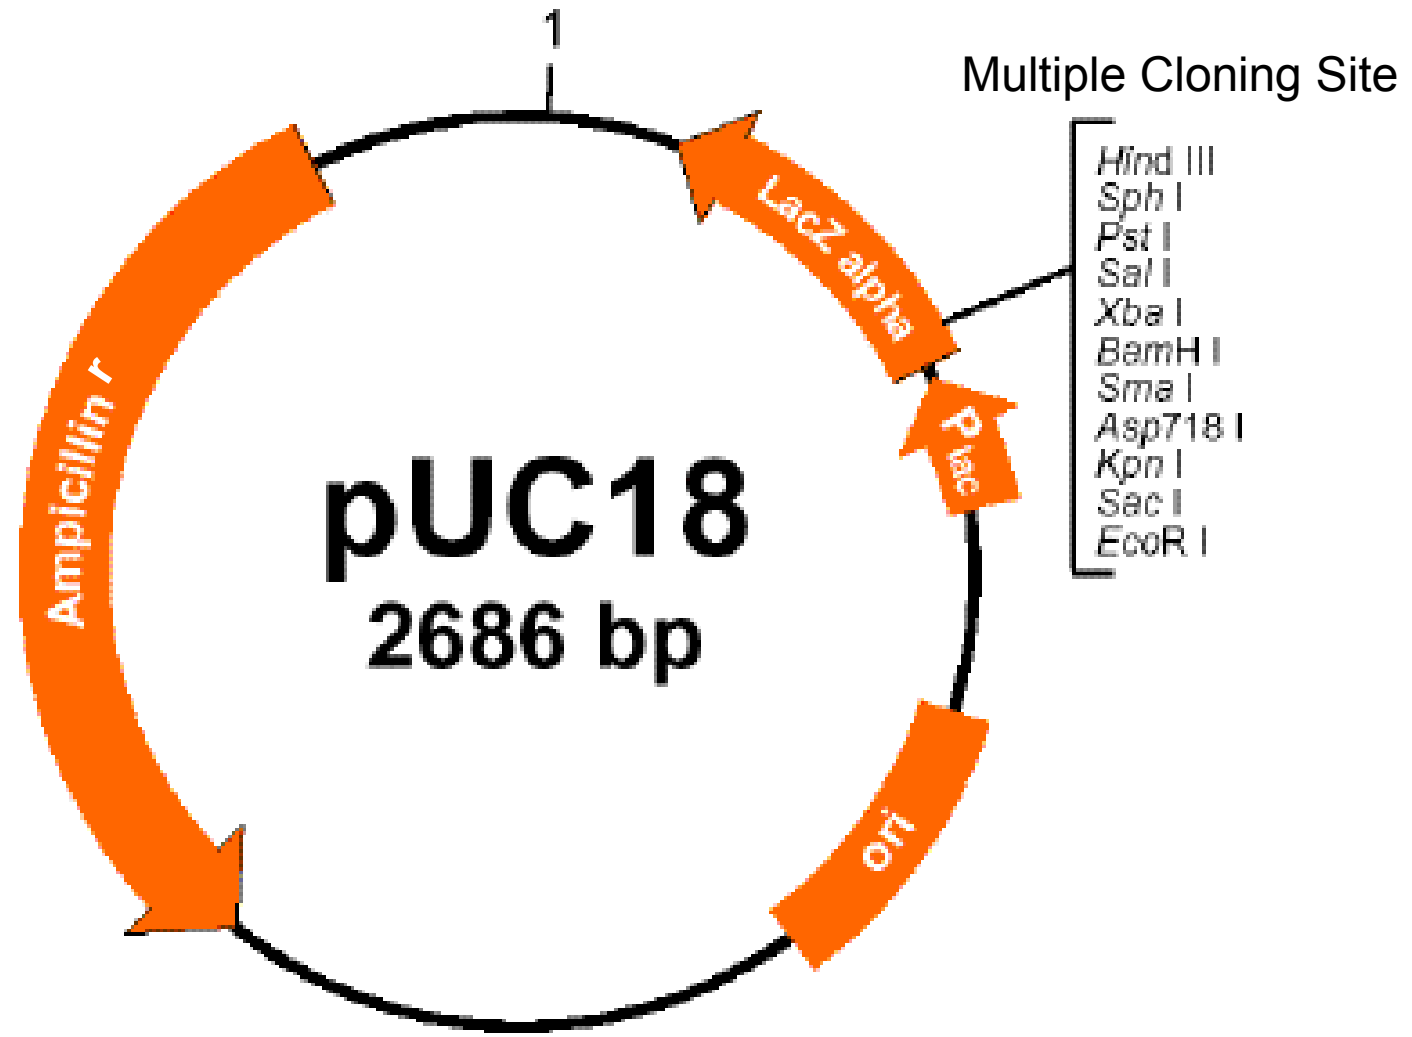 1
Multiple Cloning Site
Hind III
Sph I
Pst I
Sal I
Xba I
BamH I
Sma I
Asp718 I
Kpn I
Sac I
EcoR I
LacZ alpha
P tac
Ampicillin r
pUC18
2686 bp
ori